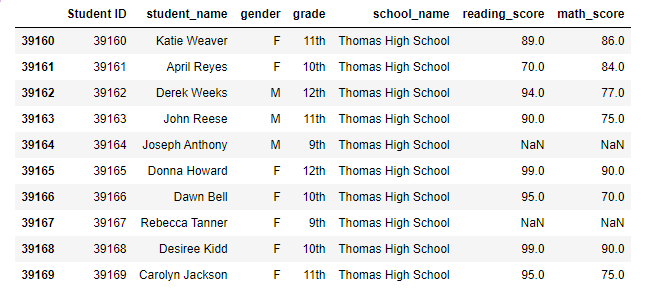 Student ID student_name gender grade school_name reading_score math_score
39160 39160 Katie Weaver F 11th Thomas High School 89.0 86.0
39161 39161 April Reyes F 10th Thomas High School 70.0 84.0
39162 39162 Derek Weeks M 12th Thomas High School 94.0 77.0
39163 39163 John Reese M 11th Thomas High School 90.0 75.0
39164 39164 Joseph Anthony M 9th Thomas High School NaN NaN
39165 39165 Donna Howard F 12th Thomas High School 99.0 90.0
39166 39166 Dawn Bell F 10th Thomas High School 95.0 70.0
39167 39167 Rebecca Tanner F 9th Thomas High School NaN NaN
39168 39168 Desiree Kidd F 10th Thomas High School 99.0 90.0
39169 39169 Carolyn Jackson F 11th Thomas High School 95.0 75.0